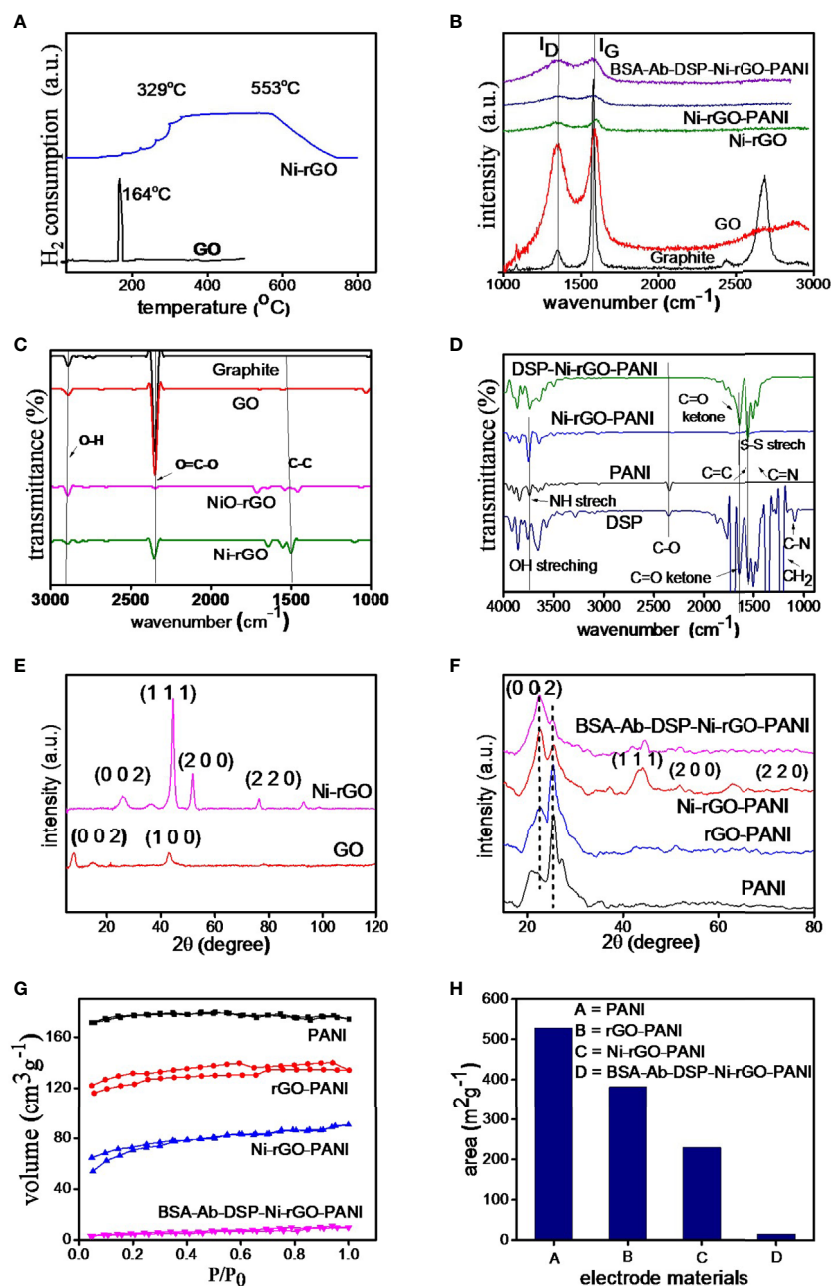 A
H2 consumption (a.u.)
329°C
553°C
Ni-rGO
164°C
GO
0
200
400
600
800
temperature (°C)
B
intensity (a.u.)
ID
IG
BSA-Ab-DSP-Ni-rGO-PANI
Ni-rGO-PANI
Ni-rGO
GO
Graphite
1000
1500
2000
2500
3000
wavenumber (cm⁻¹)
C
transmittance (%)
Graphite
GO
O-H
O=C-O
C-C
NiO-rGO
Ni-rGO
3000
2500
2000
1500
1000
wavenumber (cm⁻¹)
D
transmittance (%)
DSP-Ni-rGO-PANI
C=O
ketone
Ni-rGO-PANI
S-S strech
PANI
C=C
C=N
NH strech
DSP
C-O
C-N
OH streching
C=O ketone
CH2
4000
3500
3000
2500
2000
1500
1000
wavenumber (cm⁻¹)
E
intensity (a.u.)
(1 1 1)
(0 0 2)
(2 0 0)
(2 2 0)
Ni-rGO
(0 0 2)
(1 0 0)
GO
20
40
60
80
100
120
2θ (degree)
F
intensity (a.u.)
(0 0 2)
BSA-Ab-DSP-Ni-rGO-PANI
(1 1 1)
(2 0 0)
(2 2 0)
Ni-rGO-PANI
rGO-PANI
PANI
20
40
60
80
2θ (degree)
G
volume (cm³g⁻¹)
160
120
80
40
0
PANI
rGO-PANI
Ni-rGO-PANI
BSA-Ab-DSP-Ni-rGO-PANI
0.0
0.2
0.4
0.6
0.8
1.0
P/P0
H
area (m²g⁻¹)
600
500
400
300
200
100
0
A = PANI
B = rGO-PANI
C = Ni-rGO-PANI
D = BSA-Ab-DSP-Ni-rGO-PANI
A
B
C
D
electrode materials